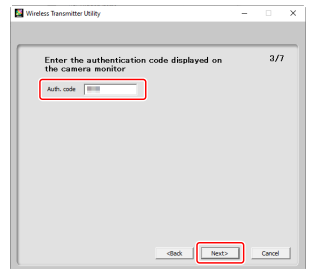 Wireless Transmitter Utility
Enter the authentication code displayed on
the camera monitor
3/7
Auth. code
<Back
Next>
Cancel